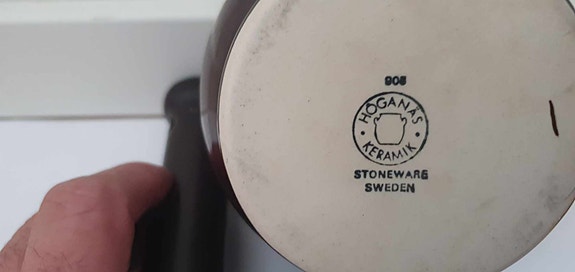 905
HÖGANÄS
KERAMIK
STONEWARE
SWEDEN